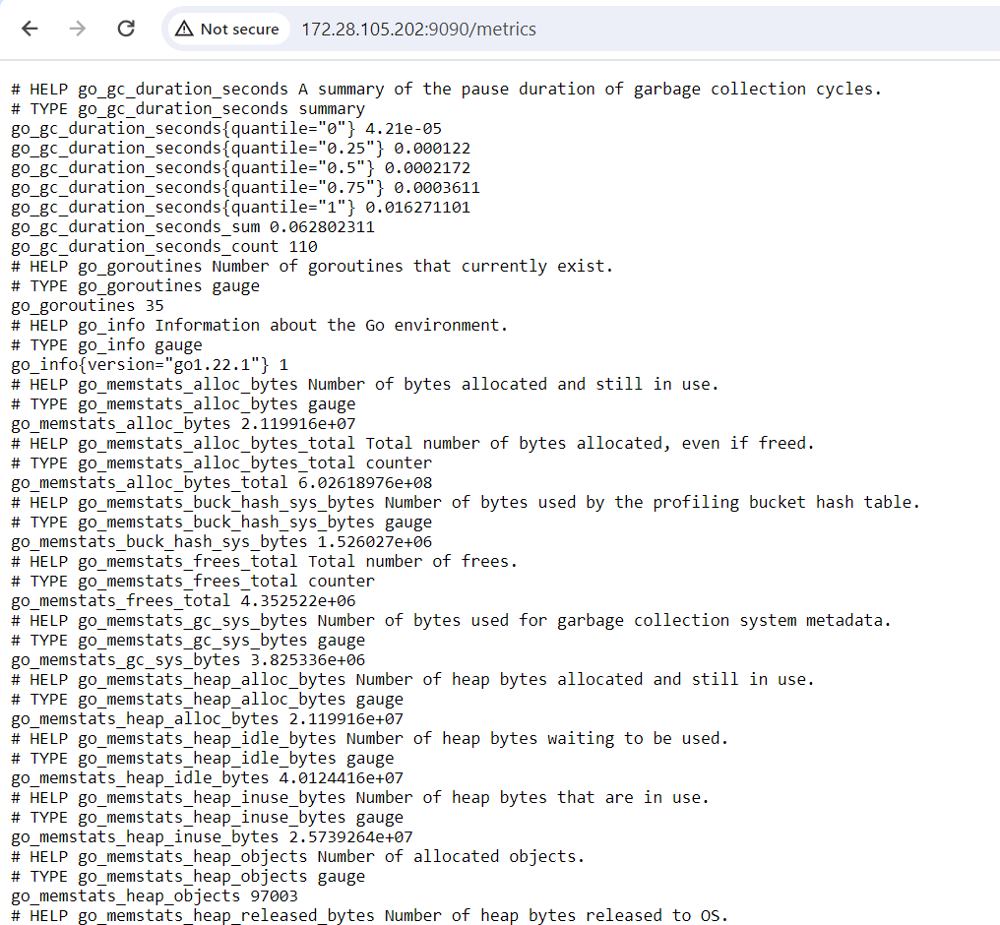 Not secure 172.28.105.202:9090/metrics
# HELP go_gc_duration_seconds A summary of the pause duration of garbage collection cycles.
# TYPE go_gc_duration_seconds summary
go_gc_duration_seconds{quantile="0"} 4.21e-05
go_gc_duration_seconds{quantile="0.25"} 0.000122
go_gc_duration_seconds{quantile="0.5"} 0.0002172
go_gc_duration_seconds{quantile="0.75"} 0.0003611
go_gc_duration_seconds{quantile="1"} 0.016271101
go_gc_duration_seconds_sum 0.062802311
go_gc_duration_seconds_count 110
# HELP go_goroutines Number of goroutines that currently exist.
# TYPE go_goroutines gauge
go_goroutines 35
# HELP go_info Information about the Go environment.
# TYPE go_info gauge
go_info{version="go1.22.1"} 1
# HELP go_memstats_alloc_bytes Number of bytes allocated and still in use.
# TYPE go_memstats_alloc_bytes gauge
go_memstats_alloc_bytes 2.119916e+07
# HELP go_memstats_alloc_bytes_total Total number of bytes allocated, even if freed.
# TYPE go_memstats_alloc_bytes_total counter
go_memstats_alloc_bytes_total 6.02618976e+08
# HELP go_memstats_buck_hash_sys_bytes Number of bytes used by the profiling bucket hash table.
# TYPE go_memstats_buck_hash_sys_bytes gauge
go_memstats_buck_hash_sys_bytes 1.526027e+06
# HELP go_memstats_frees_total Total number of frees.
# TYPE go_memstats_frees_total counter
go_memstats_frees_total 4.352522e+06
# HELP go_memstats_gc_sys_bytes Number of bytes used for garbage collection system metadata.
# TYPE go_memstats_gc_sys_bytes gauge
go_memstats_gc_sys_bytes 3.825336e+06
# HELP go_memstats_heap_alloc_bytes Number of heap bytes allocated and still in use.
# TYPE go_memstats_heap_alloc_bytes gauge
go_memstats_heap_alloc_bytes 2.119916e+07
# HELP go_memstats_heap_idle_bytes Number of heap bytes waiting to be used.
# TYPE go_memstats_heap_idle_bytes gauge
go_memstats_heap_idle_bytes 4.0124416e+07
# HELP go_memstats_heap_inuse_bytes Number of heap bytes that are in use.
# TYPE go_memstats_heap_inuse_bytes gauge
go_memstats_heap_inuse_bytes 2.5739264e+07
# HELP go_memstats_heap_objects Number of allocated objects.
# TYPE go_memstats_heap_objects gauge
go_memstats_heap_objects 97003
# HELP go_memstats_heap_released_bytes Number of heap bytes released to OS.